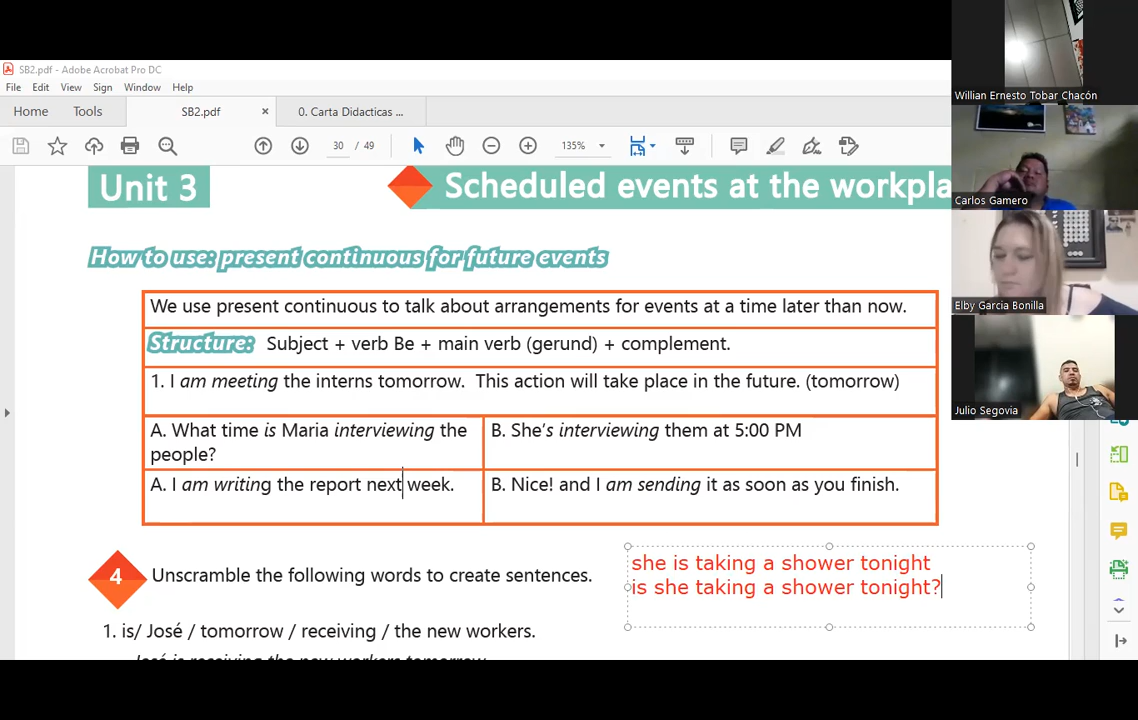 SB2.pdf - Adobe Acrobat Pro DC
File Edit View Sign Window Help
Home Tools SB2.pdf × 0. Carta Didacticas ...
30 / 49 135%
Unit 3 Scheduled events at the workpla
How to use: present continuous for future events
We use present continuous to talk about arrangements for events at a time later than now.
Structure: Subject + verb Be + main verb (gerund) + complement.
1. I am meeting the interns tomorrow. This action will take place in the future. (tomorrow)
A. What time is Maria interviewing the
people?
B. She's interviewing them at 5:00 PM
A. I am writing the report next week.
B. Nice! and I am sending it as soon as you finish.
she is taking a shower tonight
is she taking a shower tonight?
4 Unscramble the following words to create sentences.
1. is/ José / tomorrow / receiving / the new workers.
José is receiving the new workers tomorrow
Willian Ernesto Tobar Chacón
Carlos Gamero
Elby Garcia Bonilla
Julio Segovia